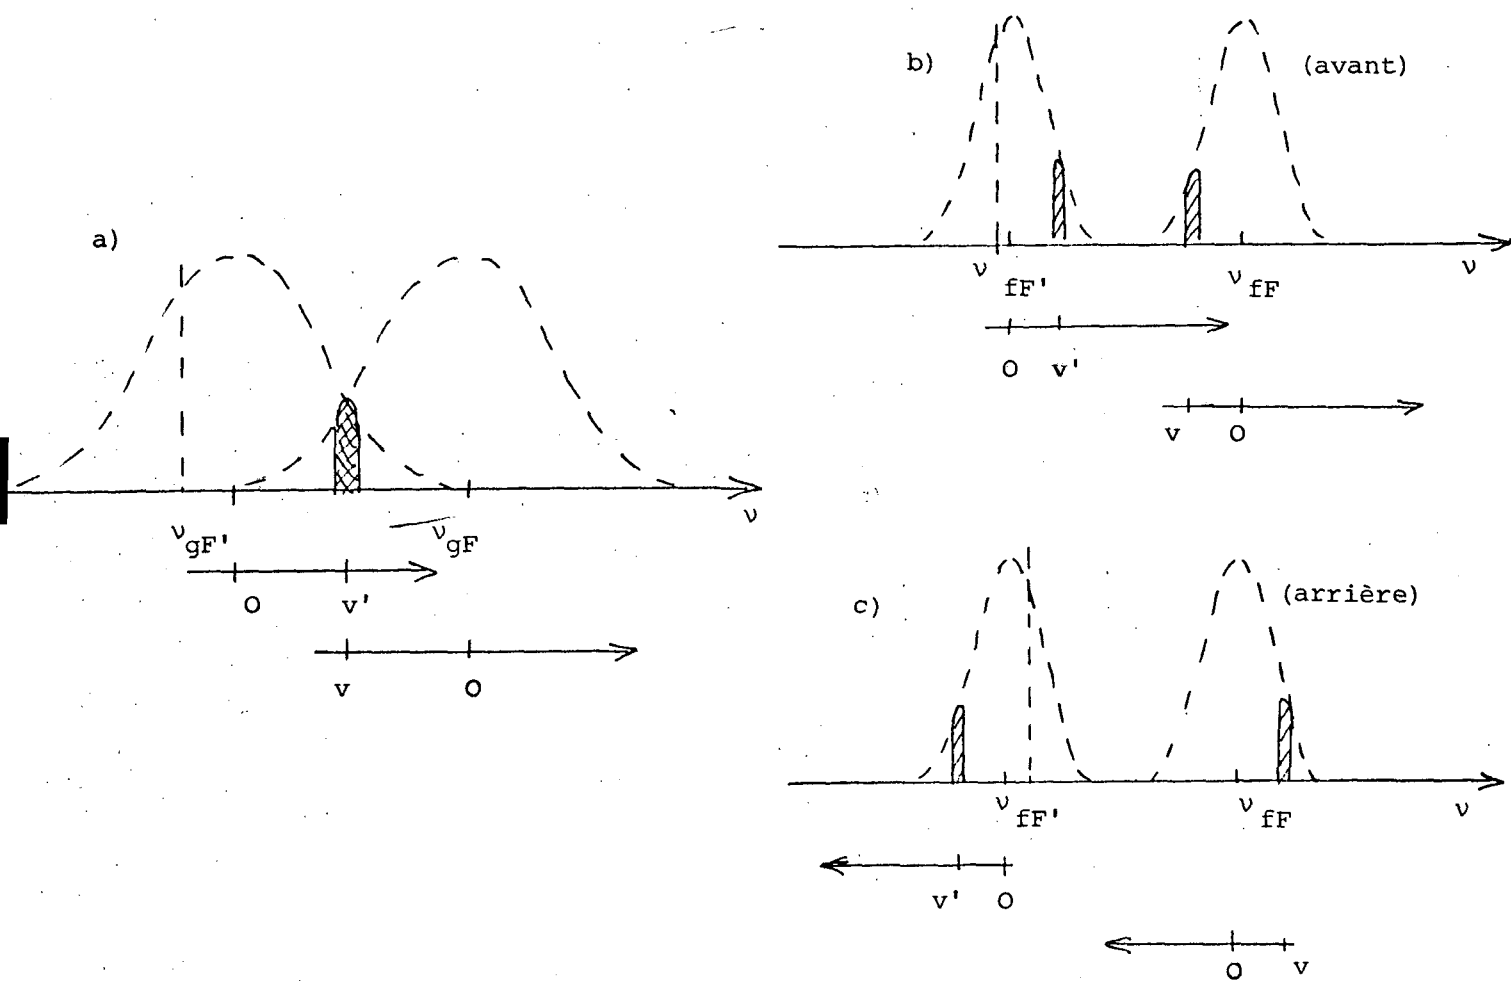 a)
ν
ν gF'
ν gF
O v'
v O
b)
(avant)
ν fF'
ν fF
ν
O v'
v O
c)
(arrière)
ν fF'
ν fF
ν
v' O
O v